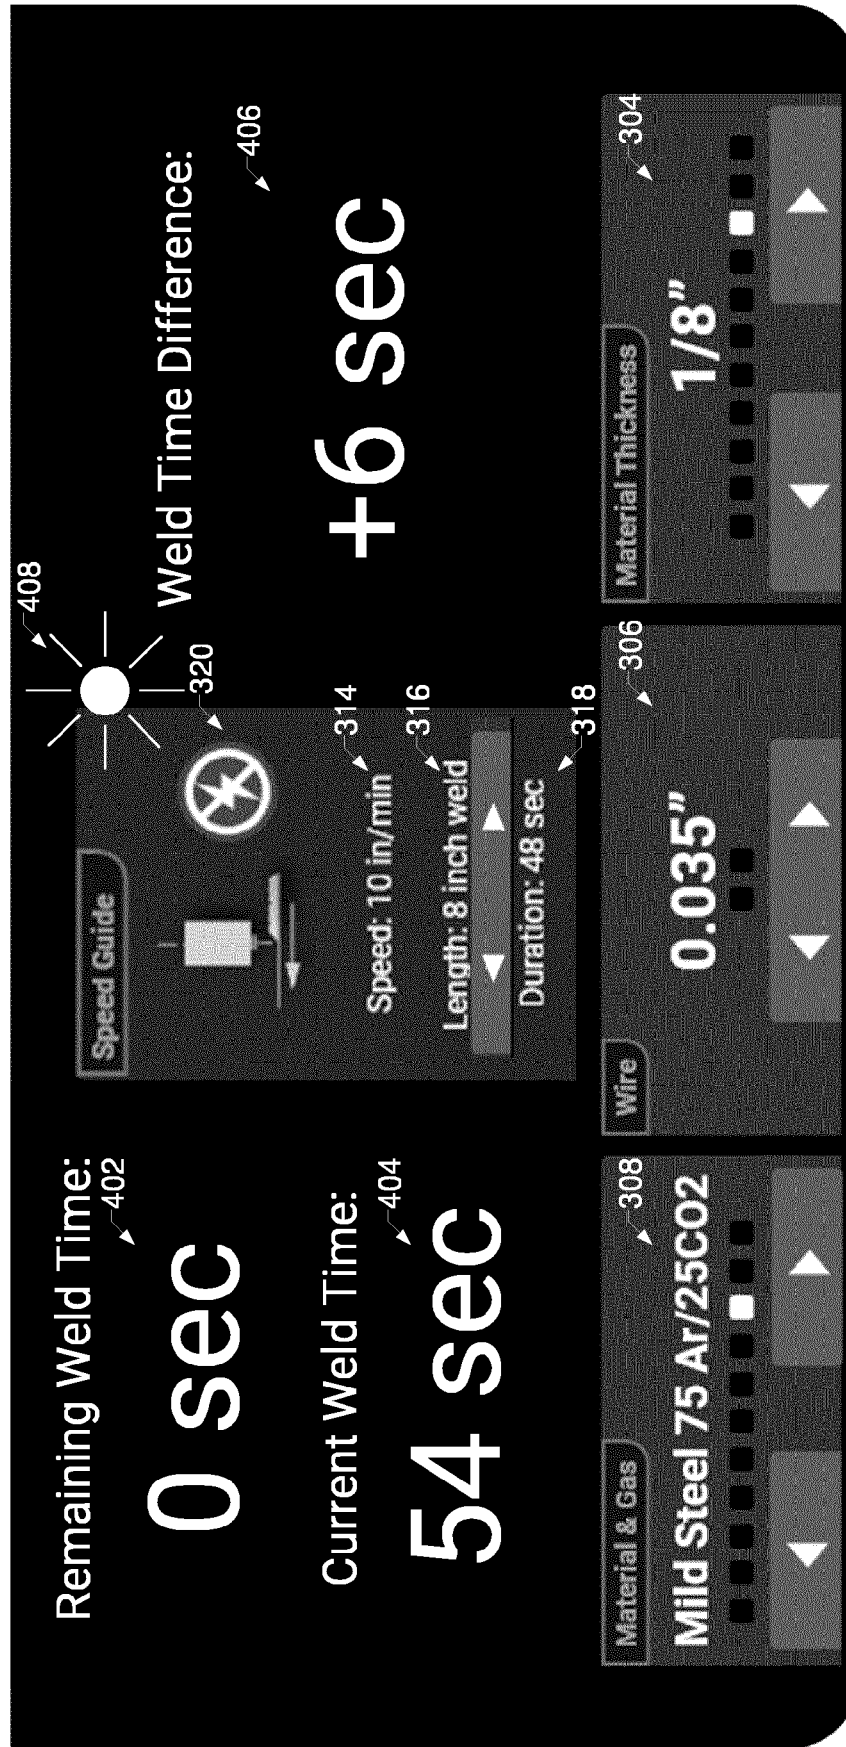 Remaining Weld Time:
402
0 sec
Current Weld Time:
404
54 sec
408
Speed Guide
320
Speed: 10 in/min
314
Length: 8 inch weld
316
Duration: 48 sec
318
Weld Time Difference:
406
+6 sec
Material & Gas
308
Mild Steel 75 Ar/25CO2
Wire
306
0.035”
Material Thickness
304
1/8”